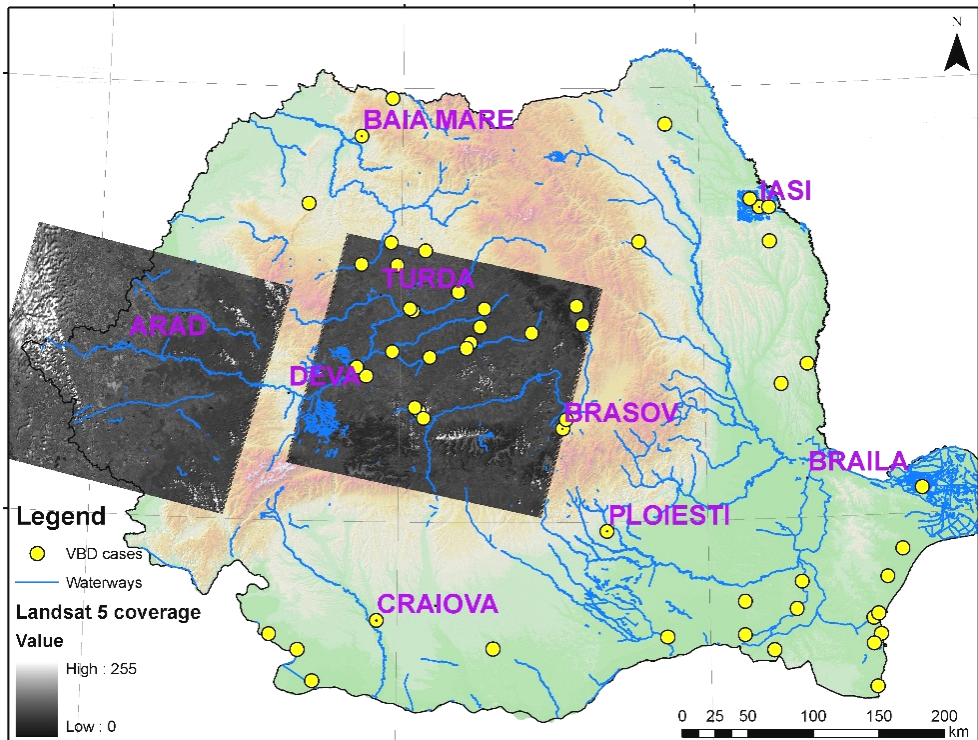 N
BAIA MARE
IASI
TURDA
ARAD
DEVA
BRASOV
BRAILA
PLOIESTI
CRAIOVA
Legend
VBD cases
Waterways
Landsat 5 coverage
Value
High : 255
Low : 0
0 25 50 100 150 200
km